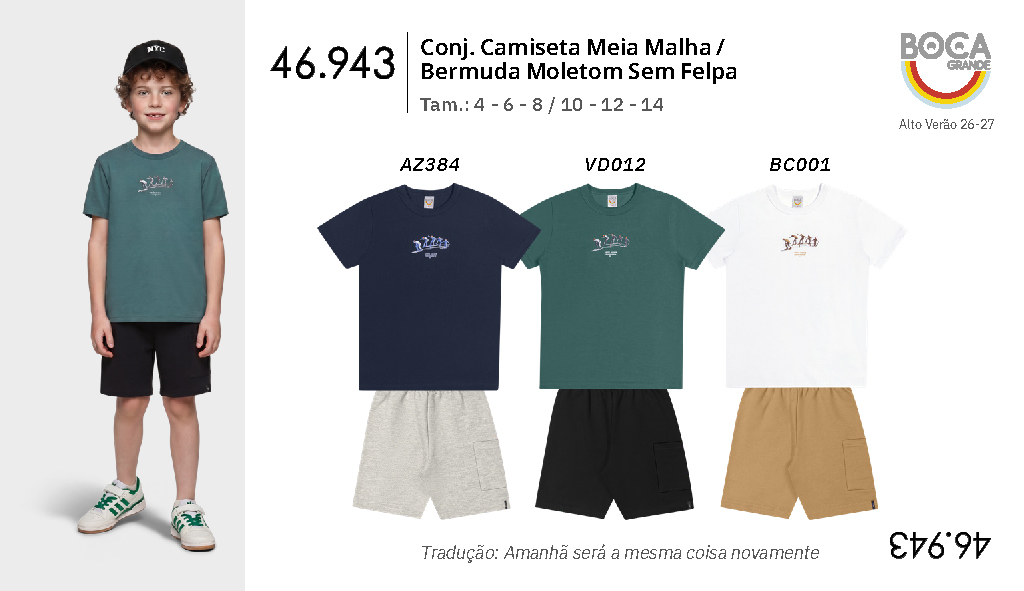 NYC
46.943
Conj. Camiseta Meia Malha /
Bermuda Moletom Sem Felpa
Tam.: 4 - 6 - 8 / 10 - 12 - 14
BOCA
GRANDE
Alto Verão 26-27
AZ384
VD012
BC001
Tradução: Amanhã será a mesma coisa novamente
46.943